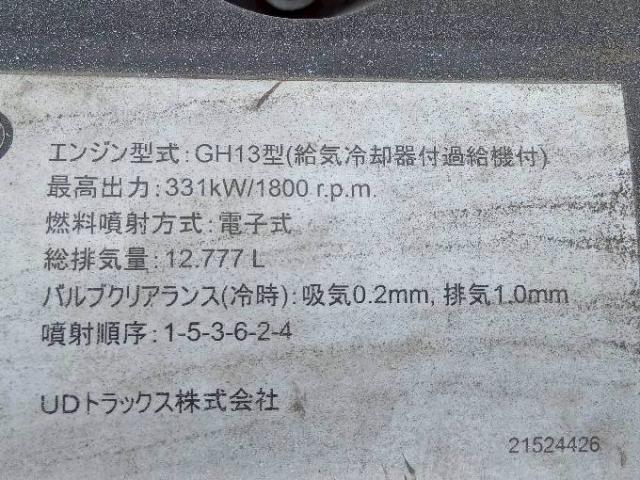 エンジン型式:GH13型(給気冷却器付過給機付)
最高出力:331kW/1800 r.p.m.
燃料噴射方式:電子式
総排気量:12.777 L
バルブクリアランス(冷時):吸気0.2mm, 排気1.0mm
噴射順序:1-5-3-6-2-4
UDトラックス株式会社
21524426